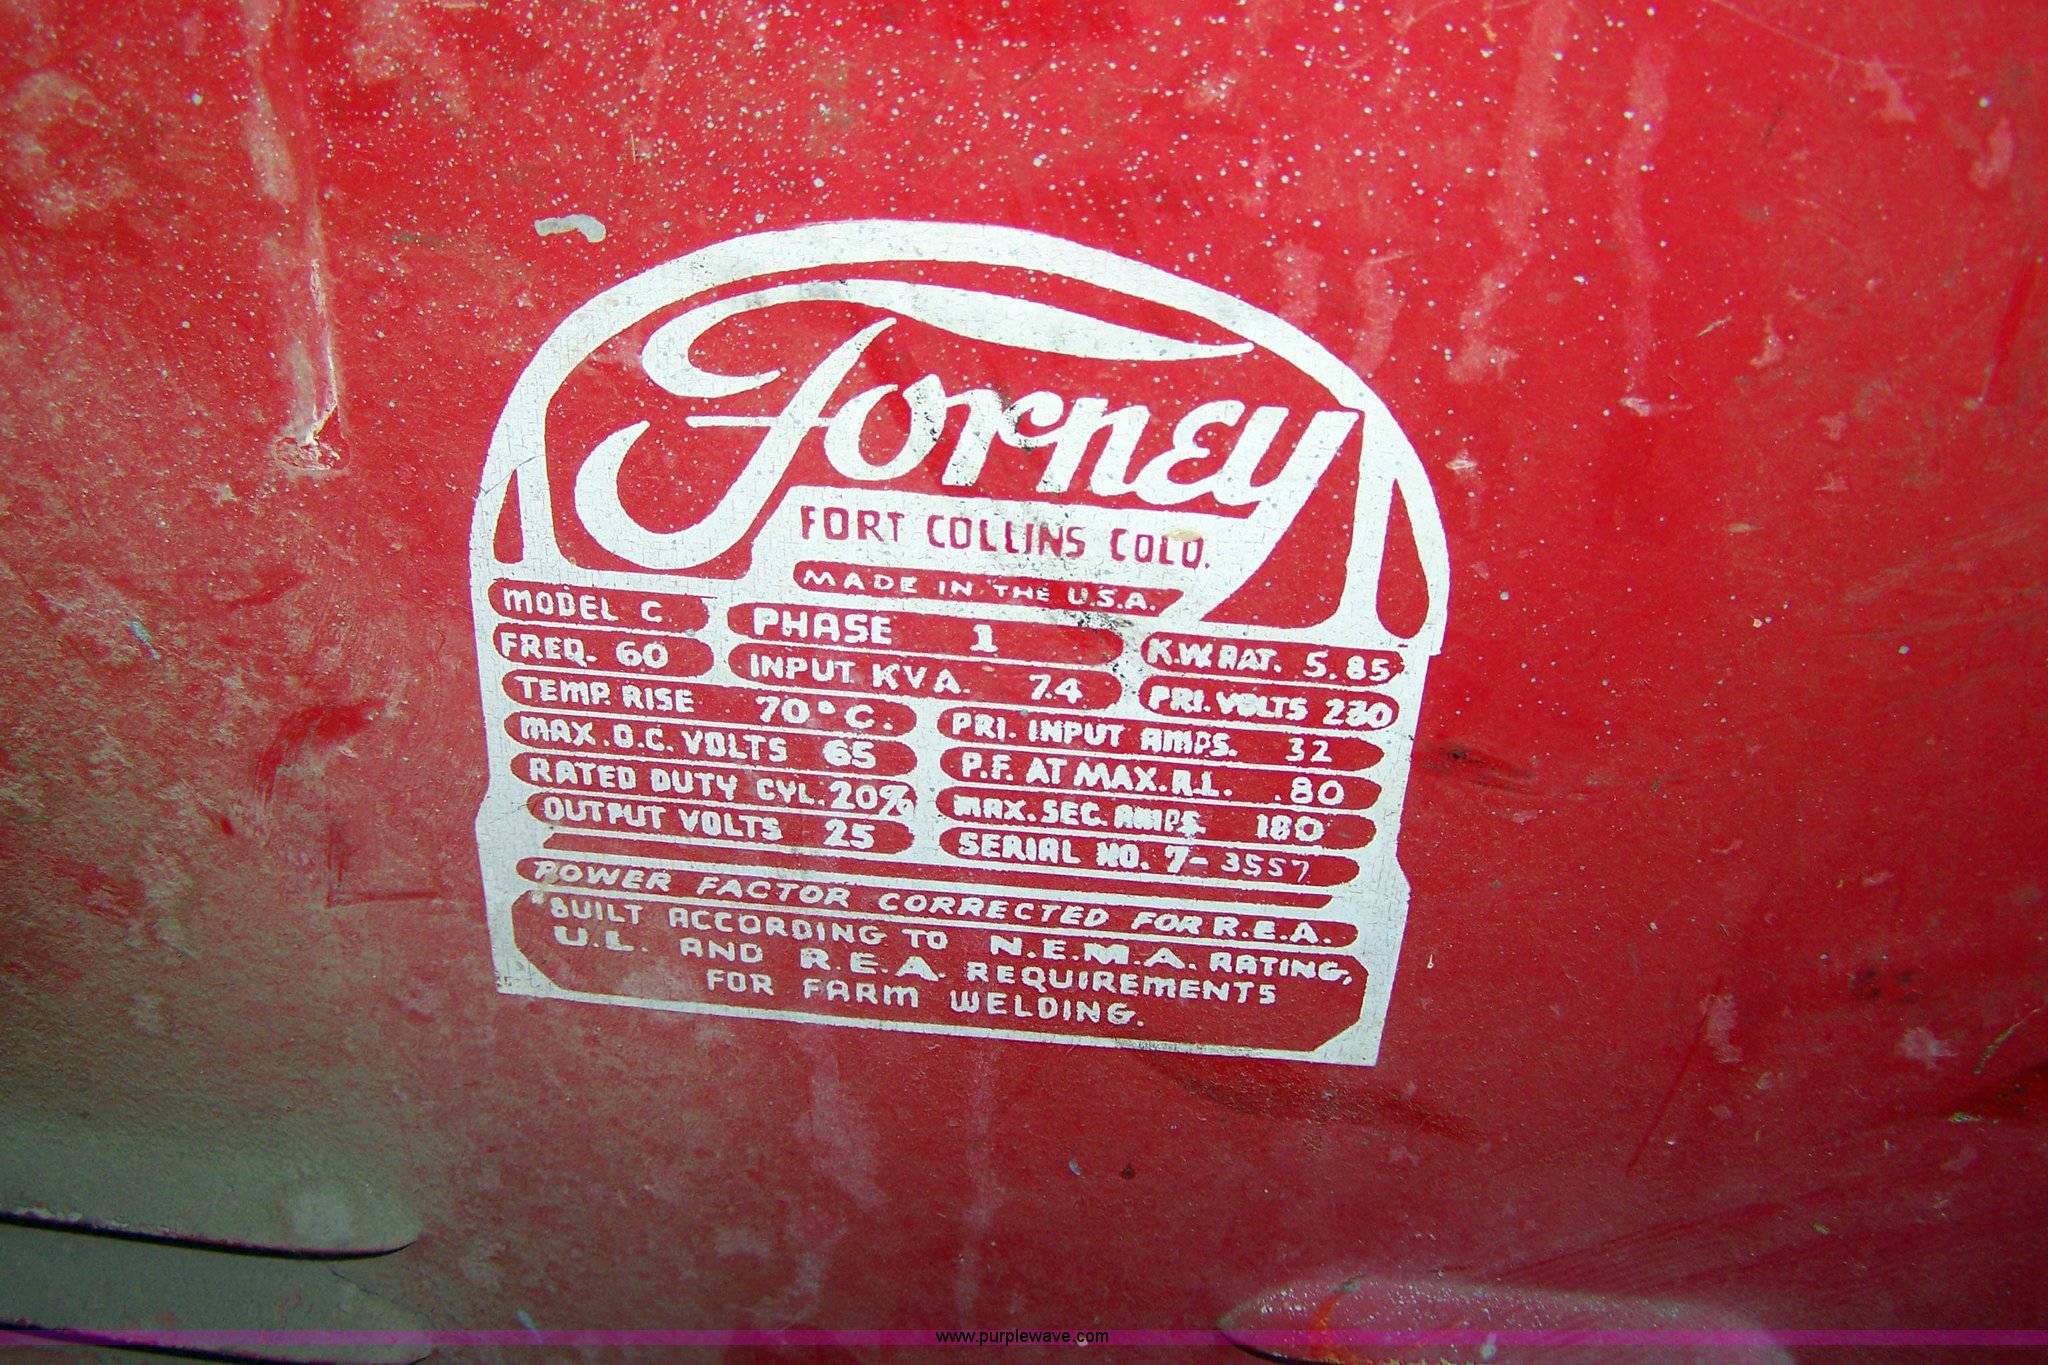 Forney
FORT COLLINS COLO.
MADE IN THE U.S.A.
MODEL C
PHASE 1
K.W. RAT. 5.85
FREQ. 60
INPUT KVA. 7.4
PRI. VOLTS 230
TEMP. RISE 70° C.
PRI. INPUT AMPS. 32
MAX. O.C. VOLTS 65
P.F. AT MAX. R.L. .80
RATED DUTY CYL. 20%
MAX. SEC. AMPS. 180
OUTPUT VOLTS 25
SERIAL NO. 7-3557
POWER FACTOR CORRECTED FOR R.E.A.
"BUILT ACCORDING TO N.E.M.A. RATING,
U.L. AND R.E.A. REQUIREMENTS
FOR FARM WELDING.
www.purplewave.com